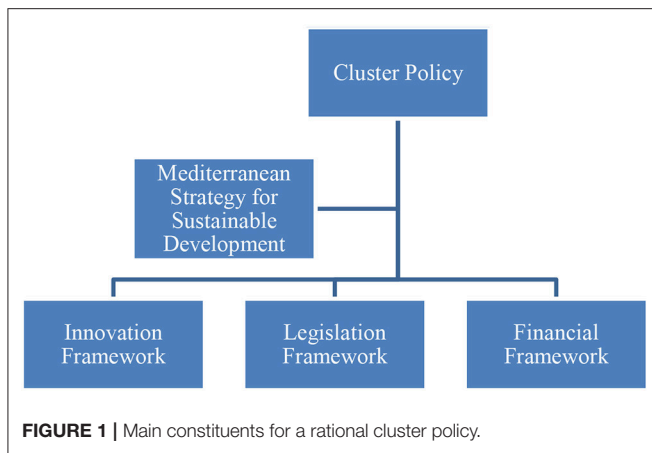 Cluster Policy
Mediterranean
Strategy for
Sustainable
Development
Innovation
Framework
Legislation
Framework
Financial
Framework
FIGURE 1 | Main constituents for a rational cluster policy.